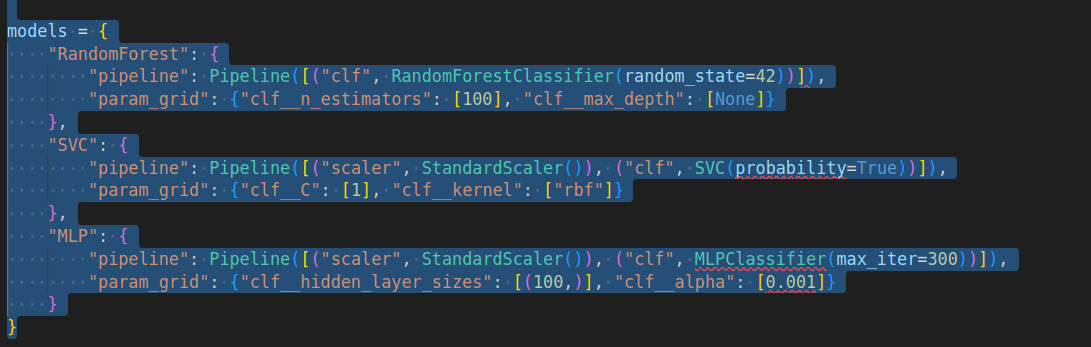 models = {
    "RandomForest": {
        "pipeline": Pipeline([("clf", RandomForestClassifier(random_state=42))]),
        "param_grid": {"clf__n_estimators": [100], "clf__max_depth": [None]}
    },
    "SVC": {
        "pipeline": Pipeline([("scaler", StandardScaler()), ("clf", SVC(probability=True))]),
        "param_grid": {"clf__C": [1], "clf__kernel": ["rbf"]}
    },
    "MLP": {
        "pipeline": Pipeline([("scaler", StandardScaler()), ("clf", MLPClassifier(max_iter=300))]),
        "param_grid": {"clf__hidden_layer_sizes": [(100,)], "clf__alpha": [0.001]}
    }
}